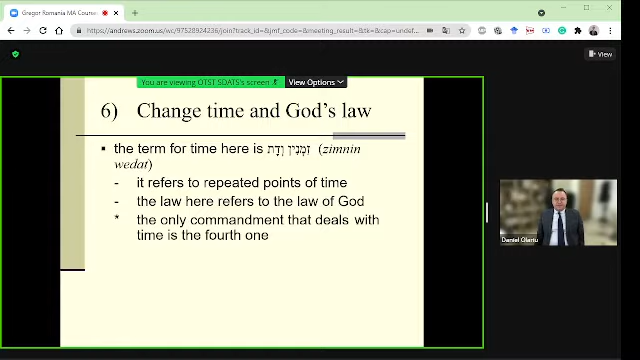 Gregor Romania MA Course
https://andrews.zoom.us/wc/97528924236/join?track_id=&jmf_code=&meeting_result=&tk=&cap=undef...
View
You are viewing OTST SDATS's screen
View Options
6) Change time and God's law
▪ the term for time here is זִמְנִין וְדָת (zimnin
wedat)
- it refers to repeated points of time
- the law here refers to the law of God
* the only commandment that deals with
time is the fourth one
Daniel Olariu